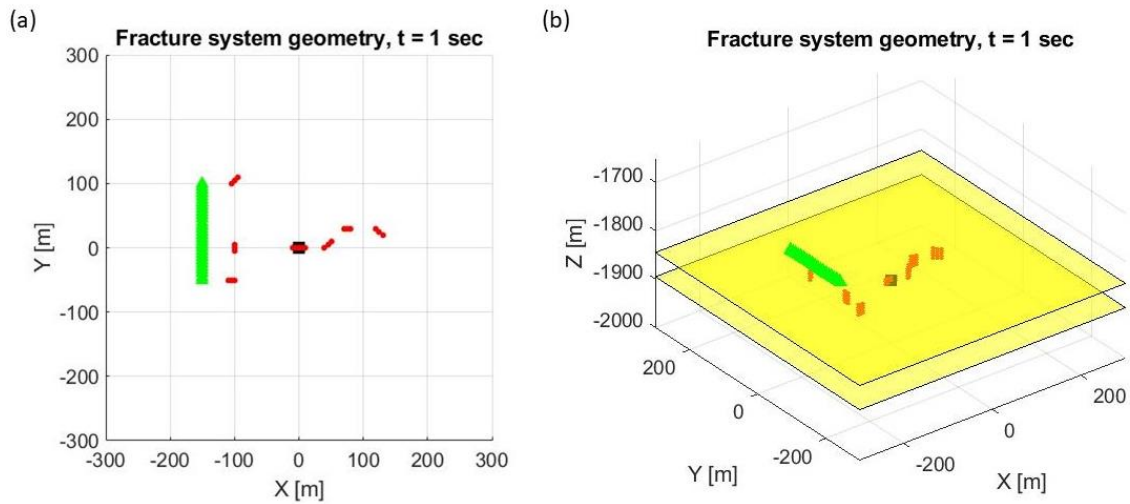 (a)
Fracture system geometry, t = 1 sec
300
200
100
0
-100
-200
-300
Y [m]
-300 -200 -100 0 100 200 300
X [m]
(b)
Fracture system geometry, t = 1 sec
-1700
-1800
-1900
-2000
Z [m]
200
0
-200
Y [m]
-200
0
200
X [m]